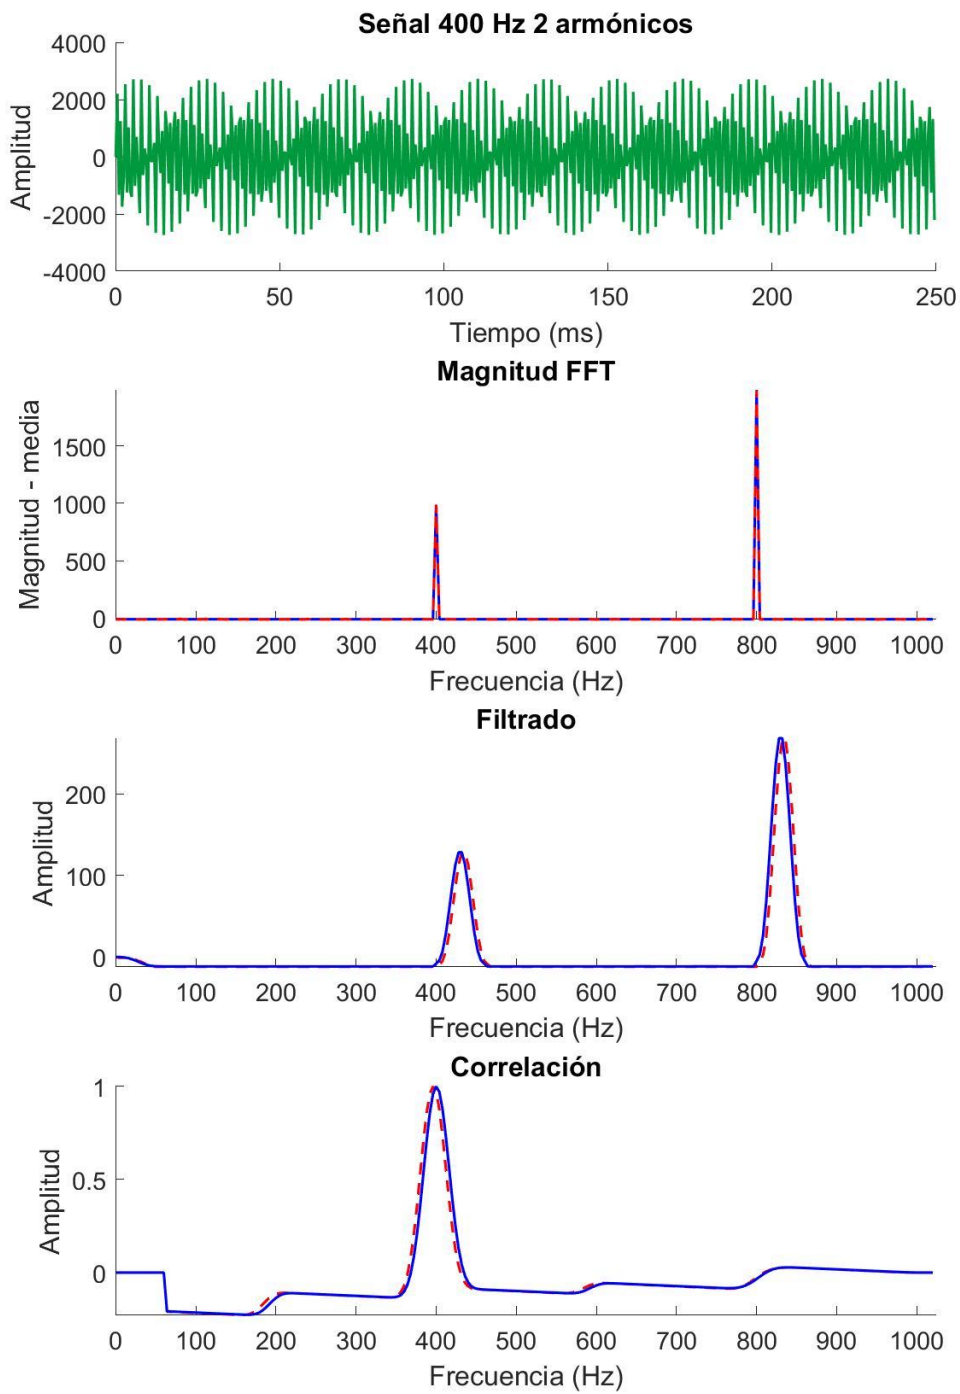 Señal 400 Hz 2 armónicos
4000
2000
0
-2000
-4000
Amplitud
0 50 100 150 200 250
Tiempo (ms)
Magnitud FFT
1500
1000
500
0
Magnitud - media
0 100 200 300 400 500 600 700 800 900 1000
Frecuencia (Hz)
Filtrado
200
100
0
Amplitud
0 100 200 300 400 500 600 700 800 900 1000
Frecuencia (Hz)
Correlación
1
0.5
0
Amplitud
0 100 200 300 400 500 600 700 800 900 1000
Frecuencia (Hz)